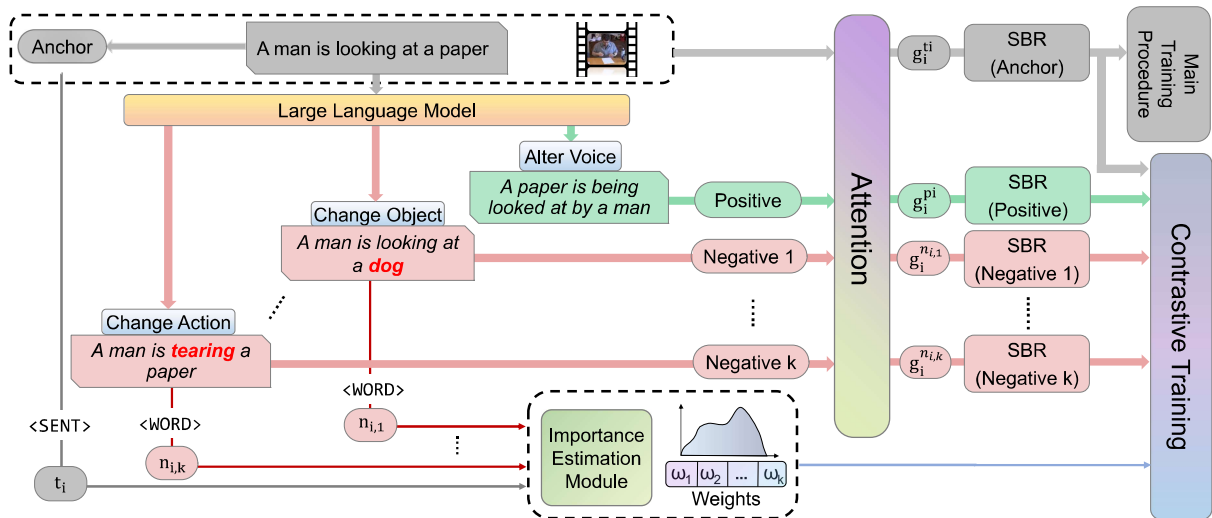 Anchor
A man is looking at a paper
Large Language Model
Alter Voice
A paper is being
looked at by a man
Positive
Change Object
A man is looking at
a dog
Negative 1
Change Action
A man is tearing a
paper
Negative k
<SENT>
<WORD>
<WORD>
n_{i,1}
n_{i,k}
t_i
Importance
Estimation
Module
ω_1 ω_2 ... ω_k
Weights
Attention
g_i^{ti}
SBR
(Anchor)
g_i^{pi}
SBR
(Positive)
g_i^{n_{i,1}}
SBR
(Negative 1)
g_i^{n_{i,k}}
SBR
(Negative k)
Main
Training
Procedure
Contrastive Training